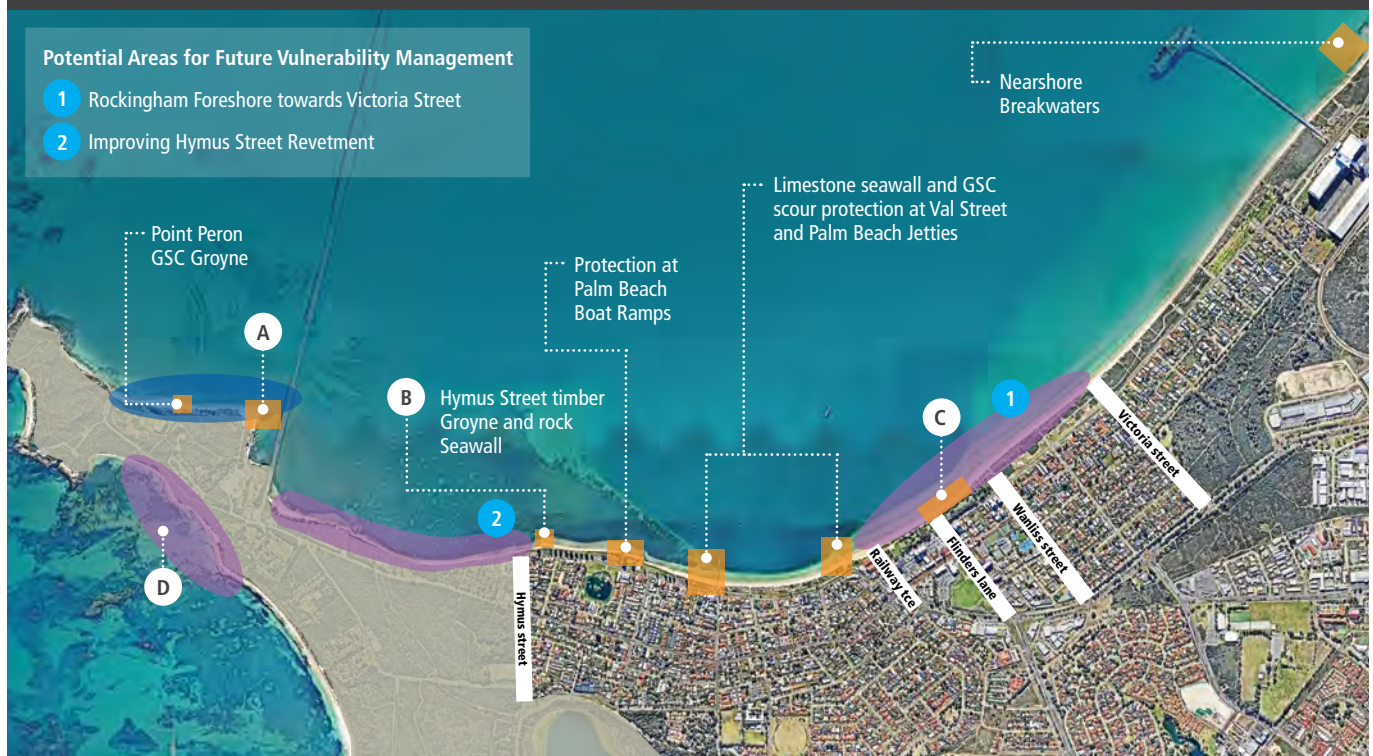 Potential Areas for Future Vulnerability Management
1 Rockingham Foreshore towards Victoria Street
2 Improving Hymus Street Revetment
Nearshore
Breakwaters
Limestone seawall and GSC
scour protection at Val Street
and Palm Beach Jetties
Point Peron
GSC Groyne
Protection at
Palm Beach
Boat Ramps
A
B
Hymus Street timber
Groyne and rock
Seawall
1
C
Victoria street
2
Wanliss street
Flinders lane
Railway tce
D
Hymus street